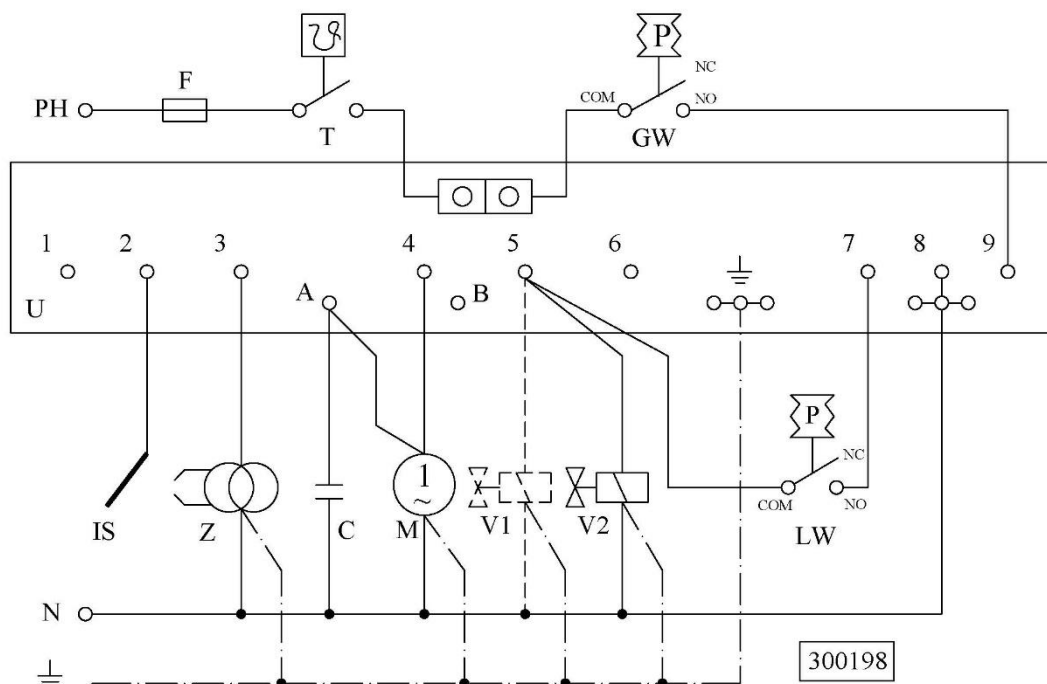 P
NC
F
PH
COM
NO
T
GW
1 2 3 4 5 6 7 8 9
A B
U
P
1
~
NC
COM NO
IS Z C M V1 V2 LW
N
300198